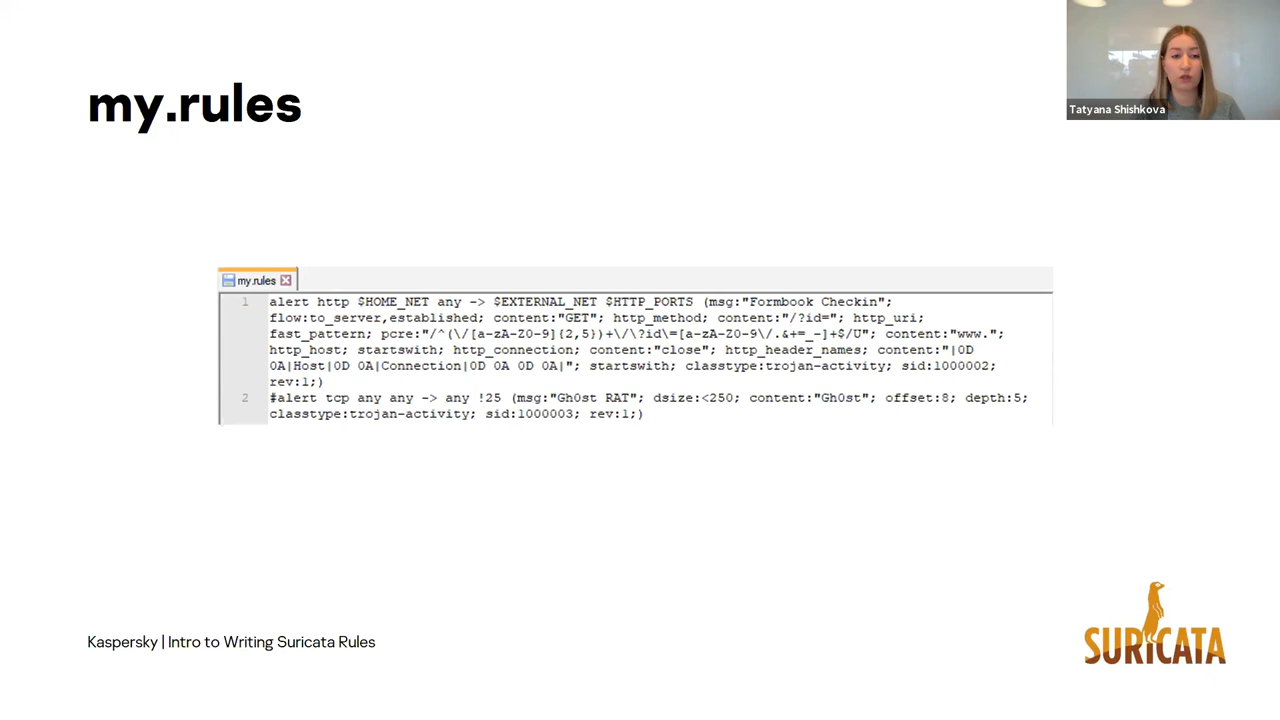 Tatyana Shishkova
my.rules
my.rules
1 alert http $HOME_NET any -> $EXTERNAL_NET $HTTP_PORTS (msg:"Formbook Checkin";
flow:to_server,established; content:"GET"; http_method; content:"/?id="; http_uri;
fast_pattern; pcre:"/^(\/[a-zA-Z0-9]{2,5})+\/\?id\=[a-zA-Z0-9\/.&+=_-]+$/U"; content:"www.";
http_host; startswith; http_connection; content:"close"; http_header_names; content:"|0D
0A|Host|0D 0A|Connection|0D 0A 0D 0A|"; startswith; classtype:trojan-activity; sid:1000002;
rev:1;)
2 #alert tcp any any -> any !25 (msg:"Gh0st RAT"; dsize:<250; content:"Gh0st"; offset:8; depth:5;
classtype:trojan-activity; sid:1000003; rev:1;)
Kaspersky | Intro to Writing Suricata Rules
SURICATA